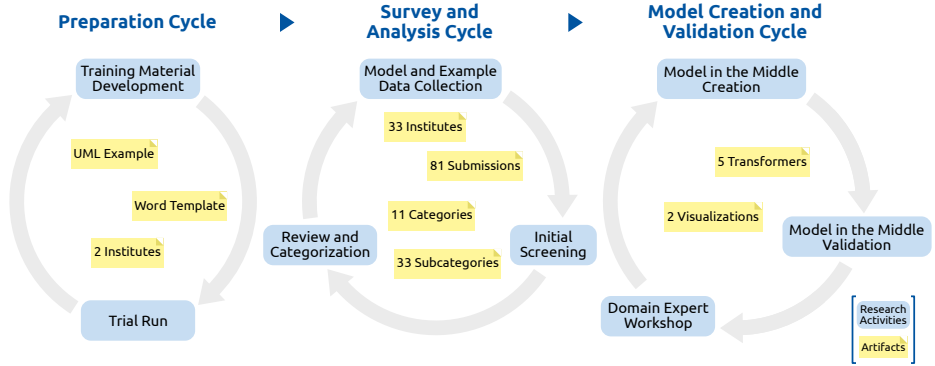 Preparation Cycle
Training Material
Development
UML Example
Word Template
2 Institutes
Trial Run
Survey and
Analysis Cycle
Model and Example
Data Collection
33 Institutes
81 Submissions
11 Categories
33 Subcategories
Review and
Categorization
Initial
Screening
Model Creation and
Validation Cycle
Model in the Middle
Creation
5 Transformers
2 Visualizations
Model in the Middle
Validation
Domain Expert
Workshop
Research
Activities
Artifacts